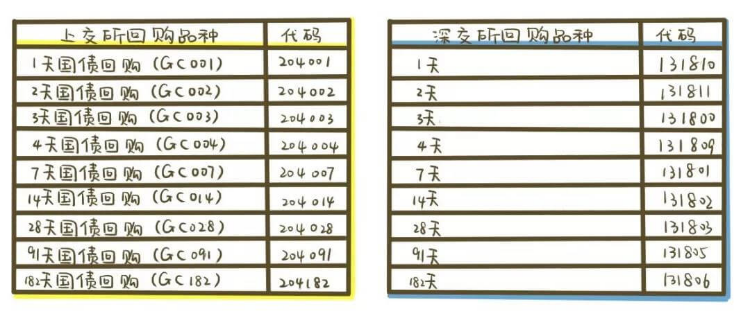 上交所回购品种 代码
1天国债回购 (GC001) 204001
2天国债回购 (GC002) 204002
3天国债回购 (GC003) 204003
4天国债回购 (GC004) 204004
7天国债回购 (GC007) 204007
14天国债回购 (GC014) 204014
28天国债回购 (GC028) 204028
91天国债回购 (GC091) 204091
182天国债回购 (GC182) 204182
深交所回购品种 代码
1天 131810
2天 131811
3天 131800
4天 131809
7天 131801
14天 131802
28天 131803
91天 131805
182天 131806